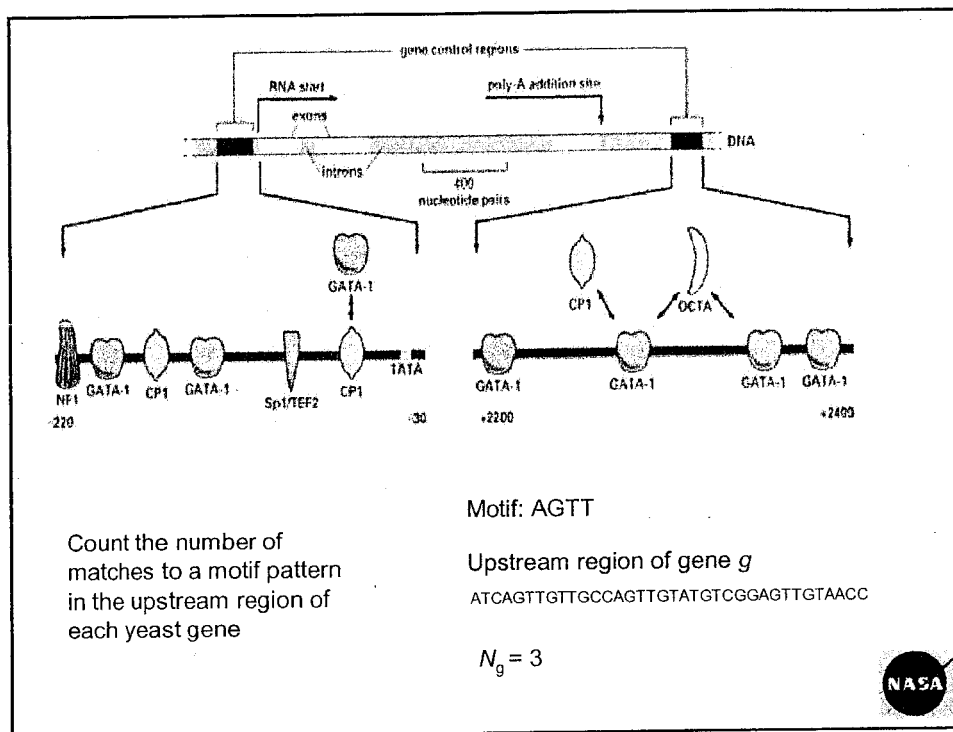 gene control regions
RNA start
poly-A addition site
exons
DNA
introns
400
nucleotide pairs
GATA-1
CP1
OCTA
TATA
NF1
GATA-1
CP1
GATA-1
Sp1/TEF2
CP1
GATA-1
GATA-1
GATA-1
GATA-1
-220
-30
+2200
+2400
Count the number of
matches to a motif pattern
in the upstream region of
each yeast gene
Motif: AGTT
Upstream region of gene g
ATCAGTTGTTGCCAGTTGTATGTCGGAGTTGTAACC
Ng = 3
NASA